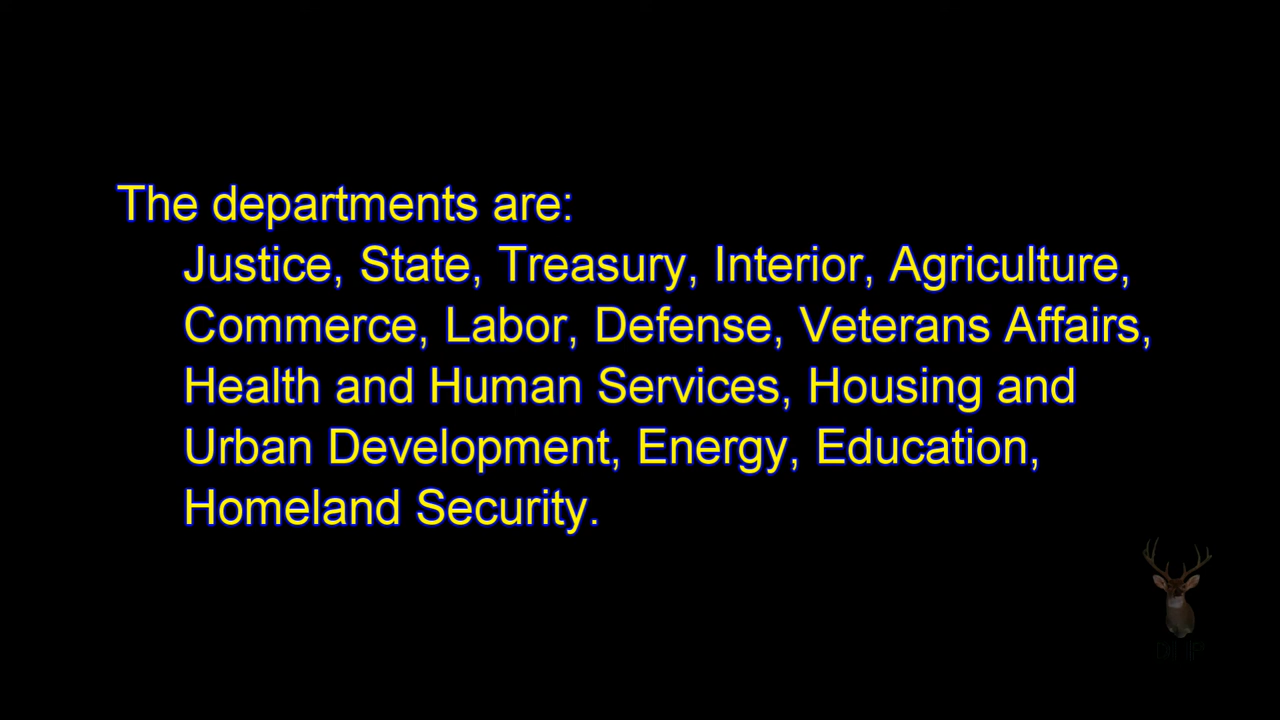 The departments are:
Justice, State, Treasury, Interior, Agriculture,
Commerce, Labor, Defense, Veterans Affairs,
Health and Human Services, Housing and
Urban Development, Energy, Education,
Homeland Security.